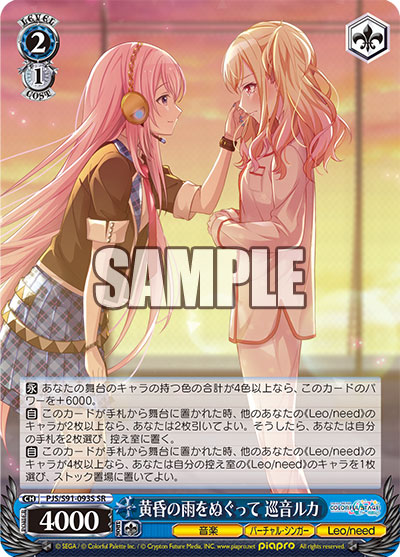 LEVEL
2
1
COST
SAMPLE
永 あなたの舞台のキャラの持つ色の合計が4色以上なら、このカードのパ
ワーを＋6000。
自 このカードが手札から舞台に置かれた時、他のあなたの《Leo/need》の
キャラが2枚以上なら、あなたは2枚引いてよい。そうしたら、あなたは自分
の手札を2枚選び、控え室に置く。
自 このカードが手札から舞台に置かれた時、他のあなたの《Leo/need》の
キャラが4枚以上なら、あなたは自分の控え室の《Leo/need》のキャラを1枚
選び、ストック置場に置いてよい。
CH PJS/S91-093S SR
黄昏の雨をめぐって 巡音ルカ
COLORFUL STAGE!
POWER
4000
音楽
バーチャル・シンガー
Leo/need
© SEGA / © Colorful Palette Inc. / © Crypton Future Media, INC. www.piapro.net piapro